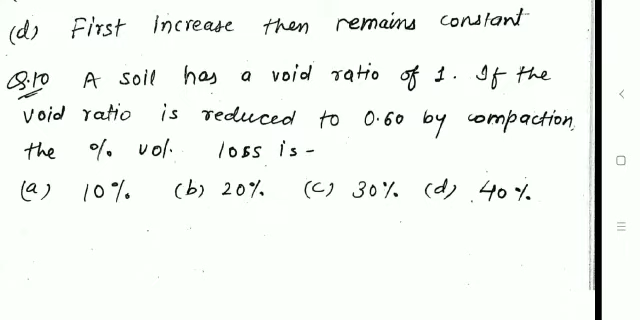 (d) First increase then remains constant
Q.10 A soil has a void ratio of 1. If the
void ratio is reduced to 0.60 by compaction,
the % vol. loss is -
(a) 10% (b) 20% (c) 30% (d) 40%